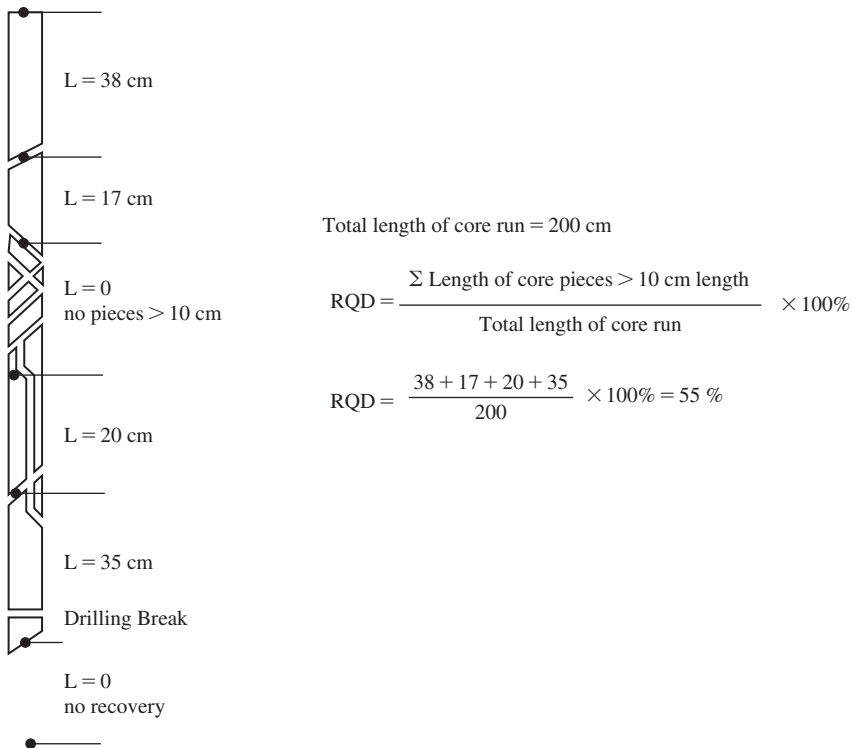 L = 38 cm
L = 17 cm
L = 0
no pieces > 10 cm
L = 20 cm
L = 35 cm
Drilling Break
L = 0
no recovery
Total length of core run = 200 cm
RQD = Σ Length of core pieces > 10 cm length
Total length of core run
× 100%
RQD = 38 + 17 + 20 + 35
200
× 100% = 55 %